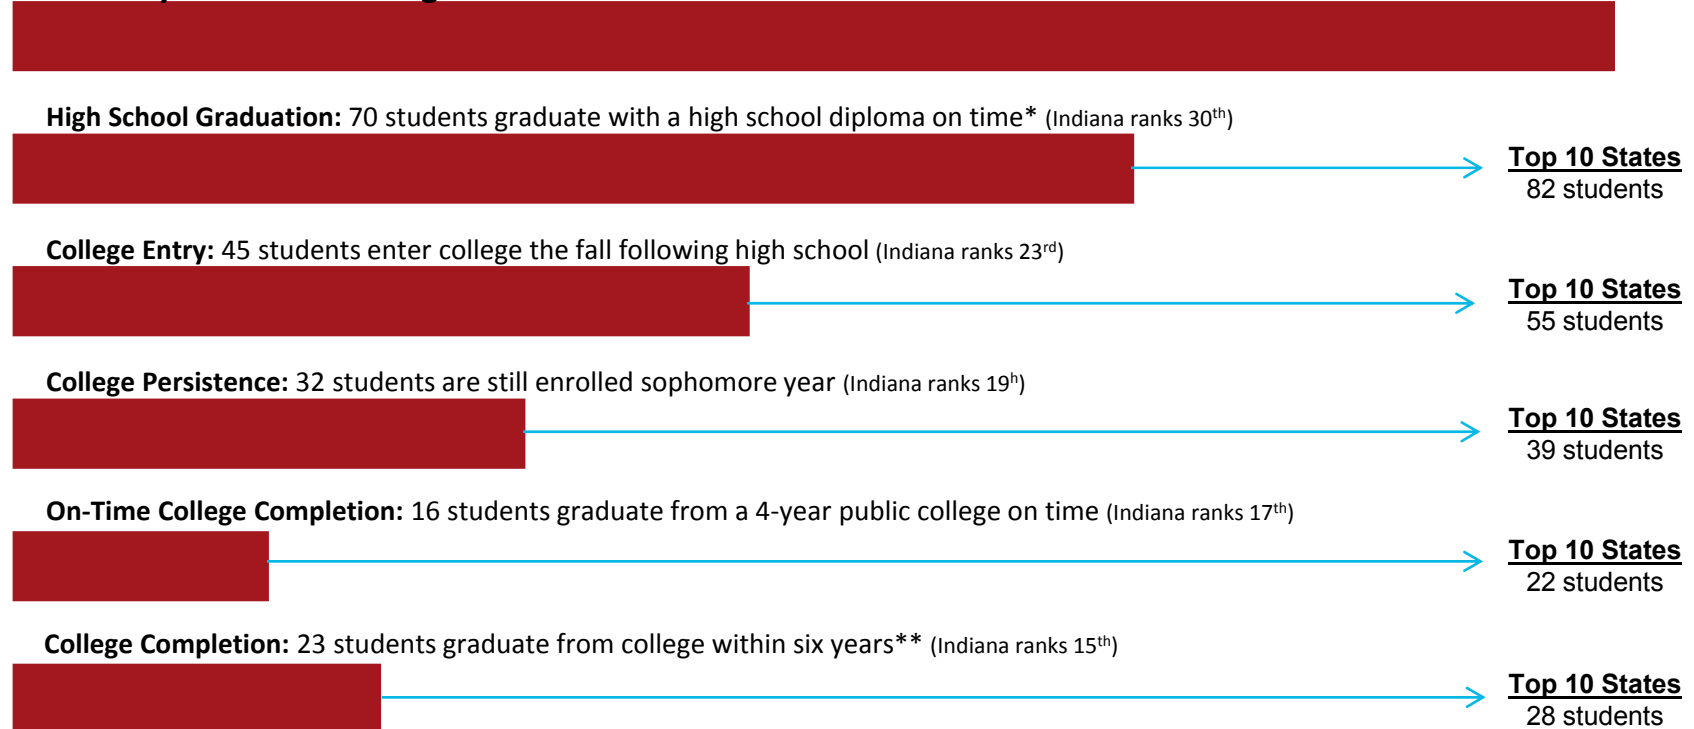 High School Graduation: 70 students graduate with a high school diploma on time* (Indiana ranks 30th)
Top 10 States
82 students
College Entry: 45 students enter college the fall following high school (Indiana ranks 23rd)
Top 10 States
55 students
College Persistence: 32 students are still enrolled sophomore year (Indiana ranks 19h)
Top 10 States
39 students
On-Time College Completion: 16 students graduate from a 4-year public college on time (Indiana ranks 17th)
Top 10 States
22 students
College Completion: 23 students graduate from college within six years** (Indiana ranks 15th)
Top 10 States
28 students